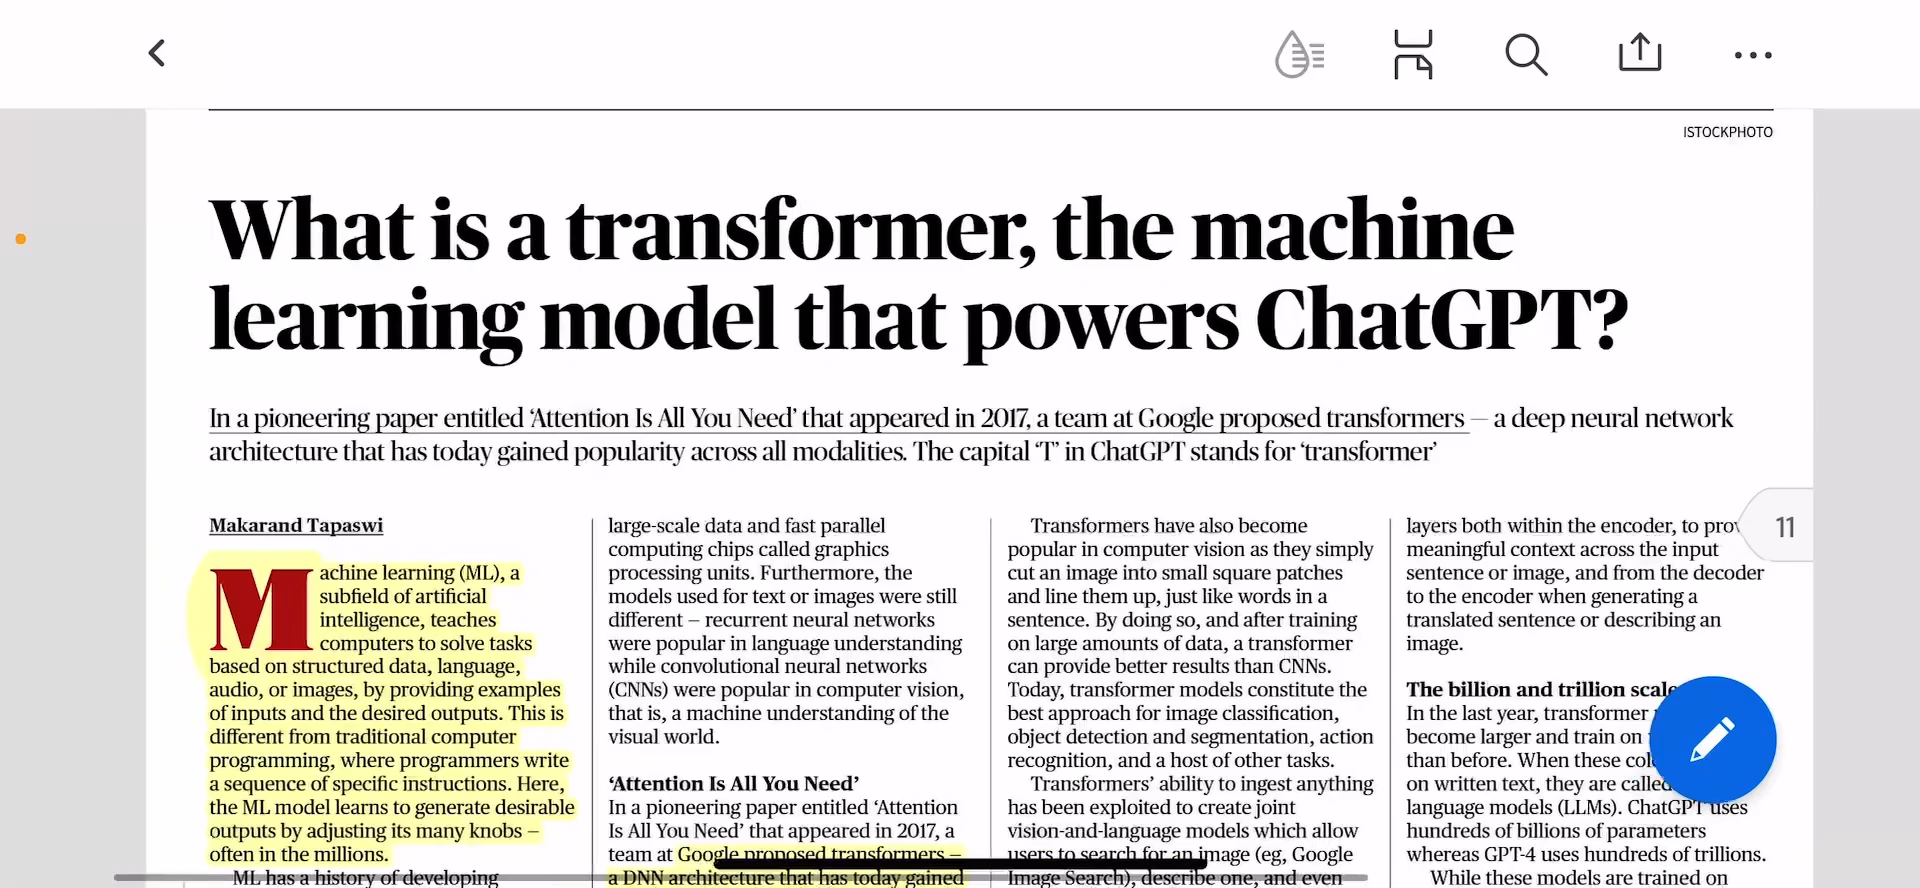 ISTOCKPHOTO
What is a transformer, the machine
learning model that powers ChatGPT?
In a pioneering paper entitled ‘Attention Is All You Need’ that appeared in 2017, a team at Google proposed transformers — a deep neural network
architecture that has today gained popularity across all modalities. The capital ‘T’ in ChatGPT stands for ‘transformer’
Makarand Tapaswi
Machine learning (ML), a
subfield of artificial
intelligence, teaches
computers to solve tasks
based on structured data, language,
audio, or images, by providing examples
of inputs and the desired outputs. This is
different from traditional computer
programming, where programmers write
a sequence of specific instructions. Here,
the ML model learns to generate desirable
outputs by adjusting its many knobs –
often in the millions.
ML has a history of developing
large-scale data and fast parallel
computing chips called graphics
processing units. Furthermore, the
models used for text or images were still
different – recurrent neural networks
were popular in language understanding
while convolutional neural networks
(CNNs) were popular in computer vision,
that is, a machine understanding of the
visual world.
‘Attention Is All You Need’
In a pioneering paper entitled ‘Attention
Is All You Need’ that appeared in 2017, a
team at Google proposed transformers –
a DNN architecture that has today gained
Transformers have also become
popular in computer vision as they simply
cut an image into small square patches
and line them up, just like words in a
sentence. By doing so, and after training
on large amounts of data, a transformer
can provide better results than CNNs.
Today, transformer models constitute the
best approach for image classification,
object detection and segmentation, action
recognition, and a host of other tasks.
Transformers’ ability to ingest anything
has been exploited to create joint
vision-and-language models which allow
users to search for an image (eg, Google
Image Search), describe one, and even
layers both within the encoder, to
meaningful context across the input
sentence or image, and from the decoder
to the encoder when generating a
translated sentence or describing an
image.
The billion and trillion scale
In the last year, transformer
become larger and train on
than before. When these
on written text, they are called
language models (LLMs). ChatGPT uses
hundreds of billions of parameters
whereas GPT-4 uses hundreds of trillions.
While these models are trained on
11